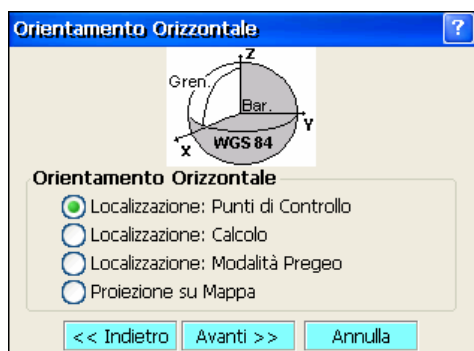 Orientamento Orizzontale ?
Z
Gren.
Bar.
Y
X
WGS 84
Orientamento Orizzontale
Localizzazione: Punti di Controllo
Localizzazione: Calcolo
Localizzazione: Modalità Pregeo
Proiezione su Mappa
<< Indietro Avanti >> Annulla